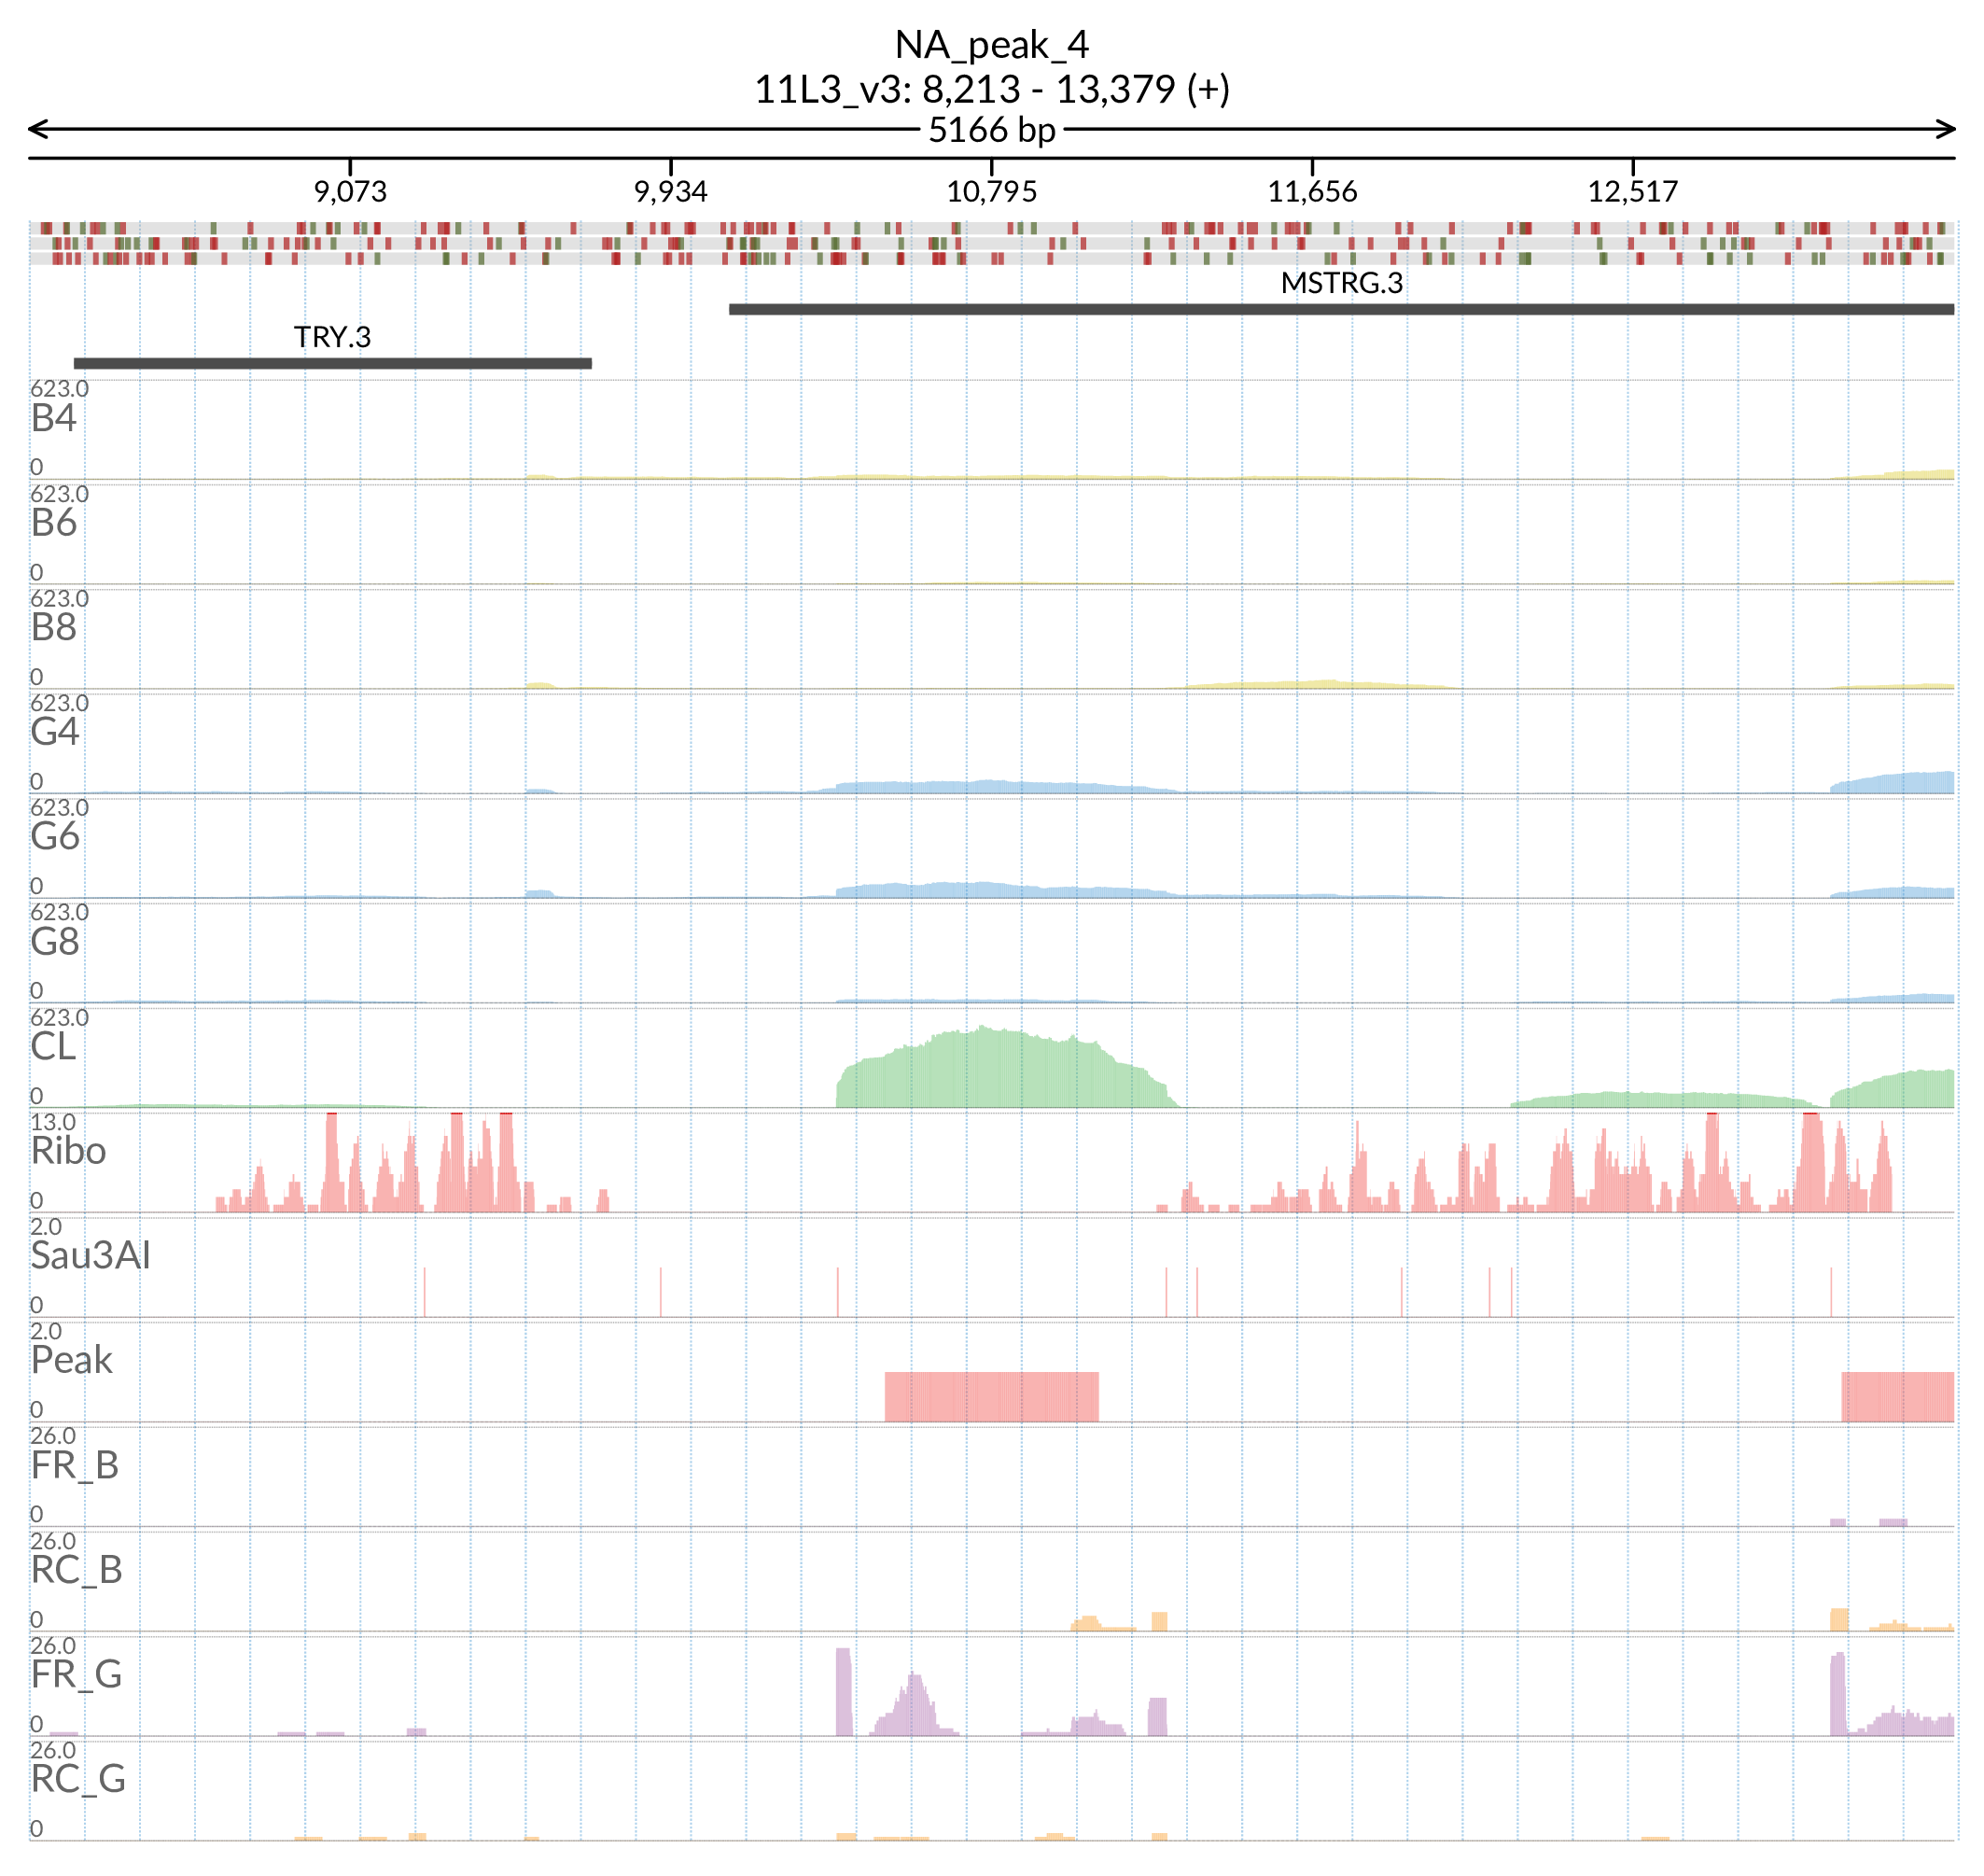 NA_peak_4
11L3_v3: 8,213 - 13,379 (+)
5166 bp
9,073 9,934 10,795 11,656 12,517
MSTRG.3
TRY.3
623.0
B4
0
623.0
B6
0
623.0
B8
0
623.0
G4
0
623.0
G6
0
623.0
G8
0
623.0
CL
0
13.0
Ribo
0
2.0
Sau3AI
0
2.0
Peak
0
26.0
FR_B
0
26.0
RC_B
0
26.0
FR_G
0
26.0
RC_G
0